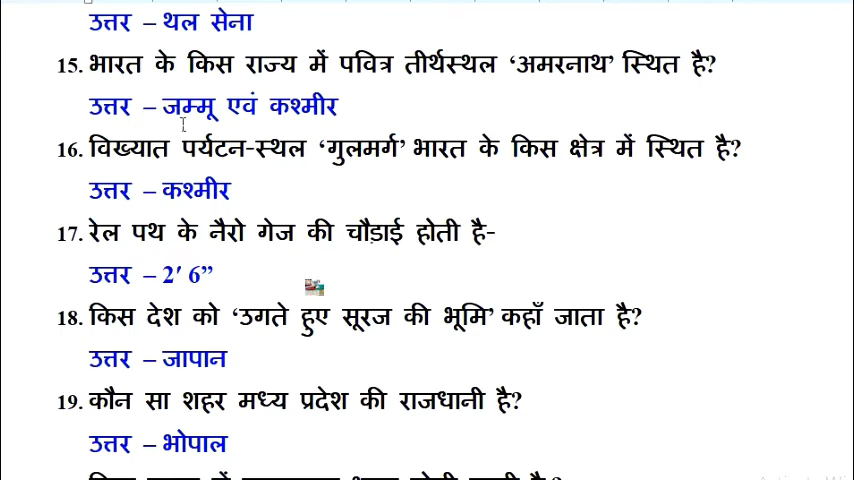 उत्तर – थल सेना
15. भारत के किस राज्य में पवित्र तीर्थस्थल ‘अमरनाथ’ स्थित है?
उत्तर – जम्मू एवं कश्मीर
16. विख्यात पर्यटन-स्थल ‘गुलमर्ग’ भारत के किस क्षेत्र में स्थित है?
उत्तर – कश्मीर
17. रेल पथ के नैरो गेज की चौड़ाई होती है-
उत्तर – 2′ 6”
18. किस देश को ‘उगते हुए सूरज की भूमि’ कहाँ जाता है?
उत्तर – जापान
19. कौन सा शहर मध्य प्रदेश की राजधानी है?
उत्तर – भोपाल